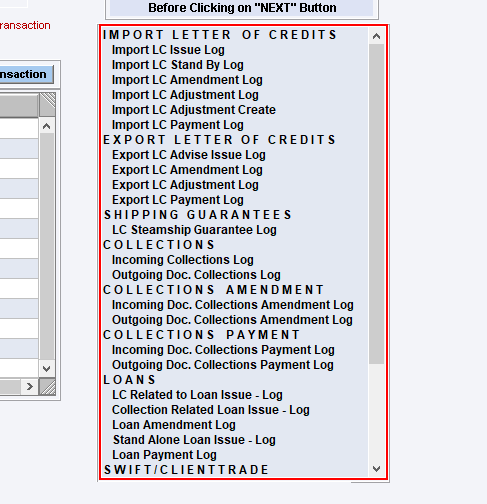 Before Clicking on "NEXT" Button
ransaction
nsaction
IMPORT LETTER OF CREDITS
Import LC Issue Log
Import LC Stand By Log
Import LC Amendment Log
Import LC Adjustment Log
Import LC Adjustment Create
Import LC Payment Log
EXPORT LETTER OF CREDITS
Export LC Advise Issue Log
Export LC Amendment Log
Export LC Adjustment Log
Export LC Payment Log
SHIPPING GUARANTEES
LC Steamship Guarantee Log
COLLECTIONS
Incoming Collections Log
Outgoing Doc. Collections Log
COLLECTIONS AMENDMENT
Incoming Doc. Collections Amendment Log
Outgoing Doc. Collections Amendment Log
COLLECTIONS PAYMENT
Incoming Doc. Collections Payment Log
Outgoing Doc. Collections Payment Log
LOANS
LC Related to Loan Issue - Log
Collection Related Loan Issue - Log
Loan Amendment Log
Stand Alone Loan Issue - Log
Loan Payment Log
SWIFT/CLIENTTRADE